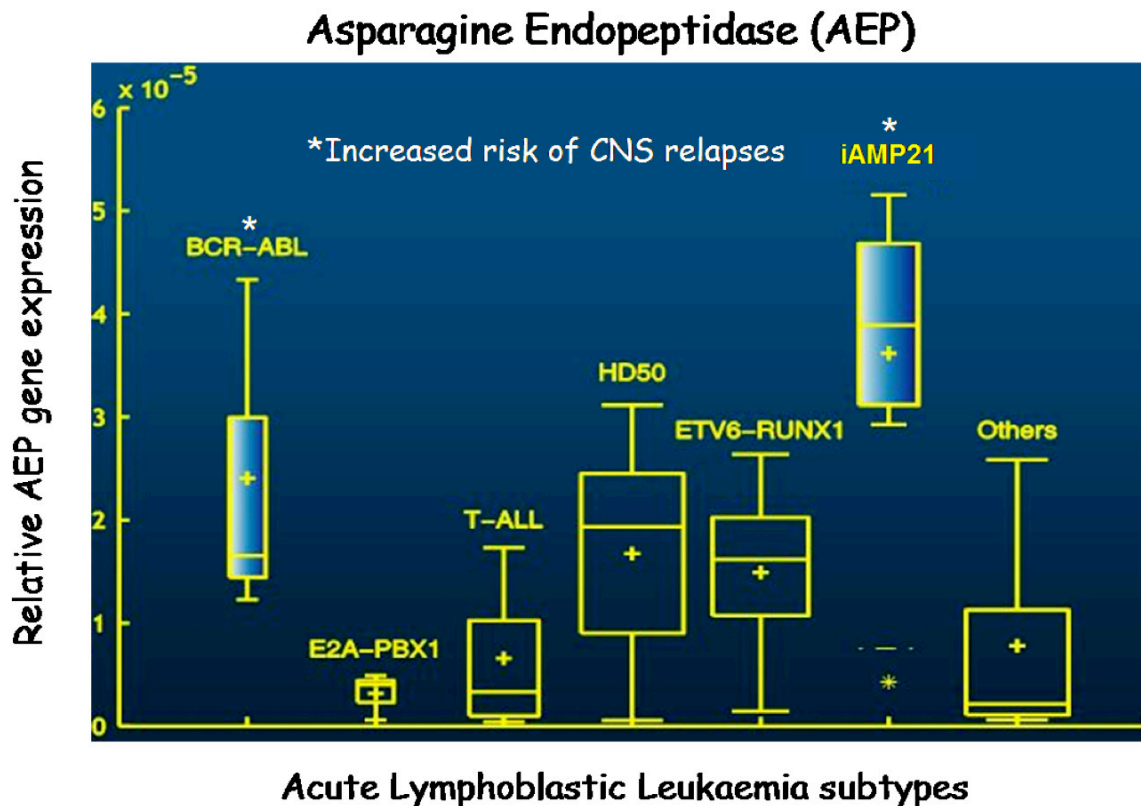 Asparagine Endopeptidase (AEP)
x 10⁻⁵
6
5
4
3
2
1
0
*Increased risk of CNS relapses
*
iAMP21
*
BCR-ABL
HD50
ETV6-RUNX1
Others
T-ALL
E2A-PBX1
Relative AEP gene expression
Acute Lymphoblastic Leukaemia subtypes